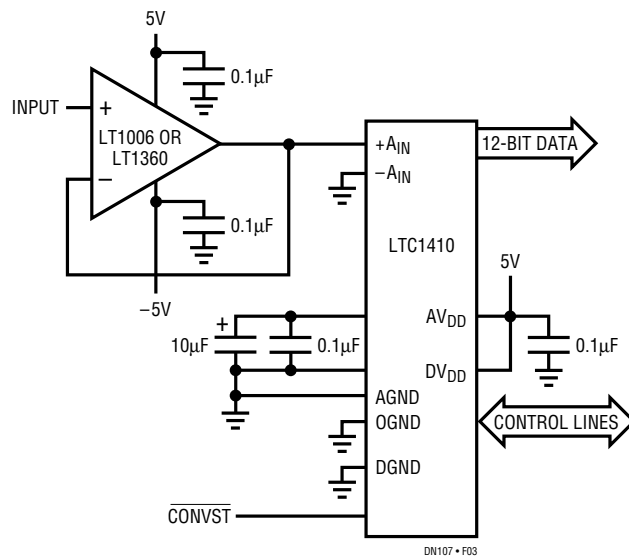 5V
0.1µF
INPUT
+
LT1006 OR
LT1360
−
0.1µF
−5V
+AIN
−AIN
12-BIT DATA
LTC1410
5V
+
10µF
0.1µF
AVDD
0.1µF
DVDD
AGND
OGND
CONTROL LINES
DGND
CONVST
DN107 • F03